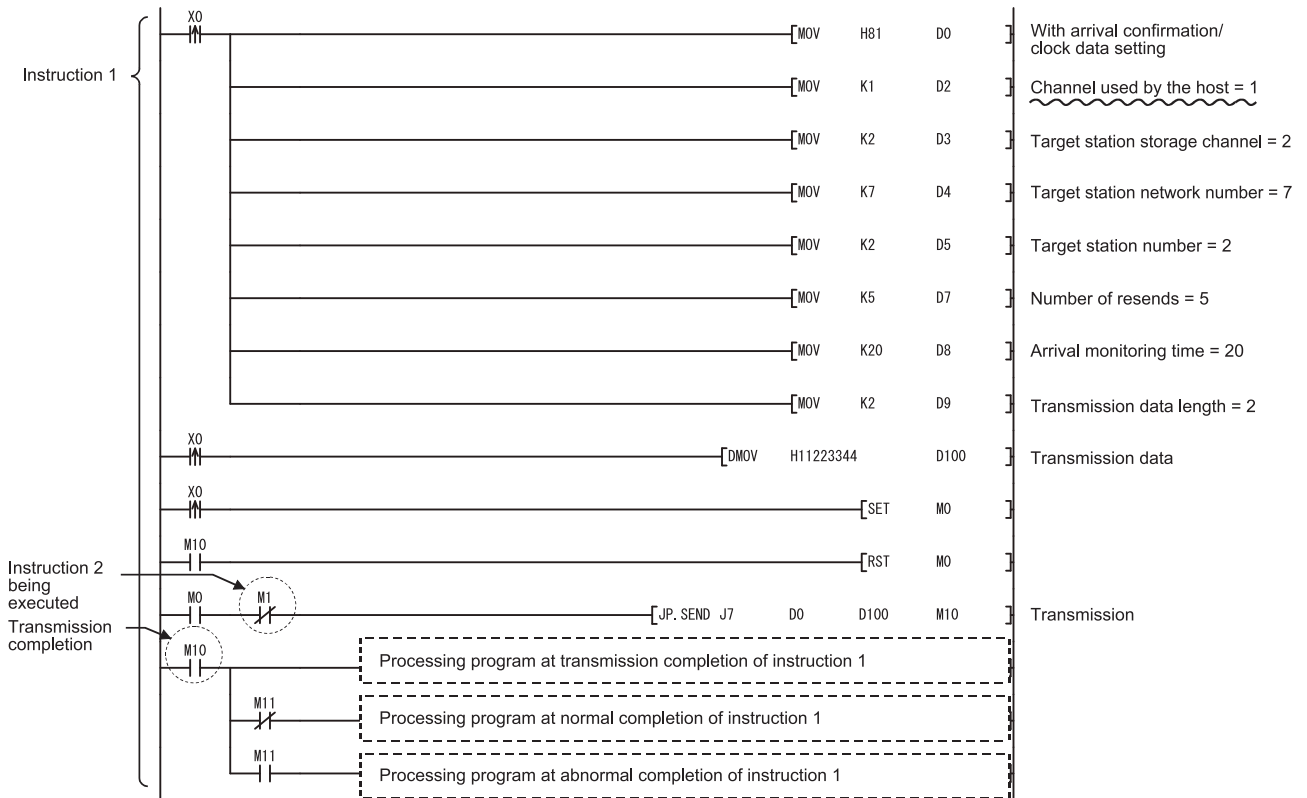 X0
[MOV H81 D0 ]
With arrival confirmation/
clock data setting
Instruction 1
[MOV K1 D2 ]
Channel used by the host = 1
[MOV K2 D3 ]
Target station storage channel = 2
[MOV K7 D4 ]
Target station network number = 7
[MOV K2 D5 ]
Target station number = 2
[MOV K5 D7 ]
Number of resends = 5
[MOV K20 D8 ]
Arrival monitoring time = 20
[MOV K2 D9 ]
Transmission data length = 2
X0
[DMOV H11223344 D100 ]
Transmission data
X0
[SET M0 ]
M10
[RST M0 ]
Instruction 2
being
executed
M0 M1
[JP.SEND J7 D0 D100 M10 ]
Transmission
Transmission
completion
M10
Processing program at transmission completion of instruction 1
M11
Processing program at normal completion of instruction 1
M11
Processing program at abnormal completion of instruction 1